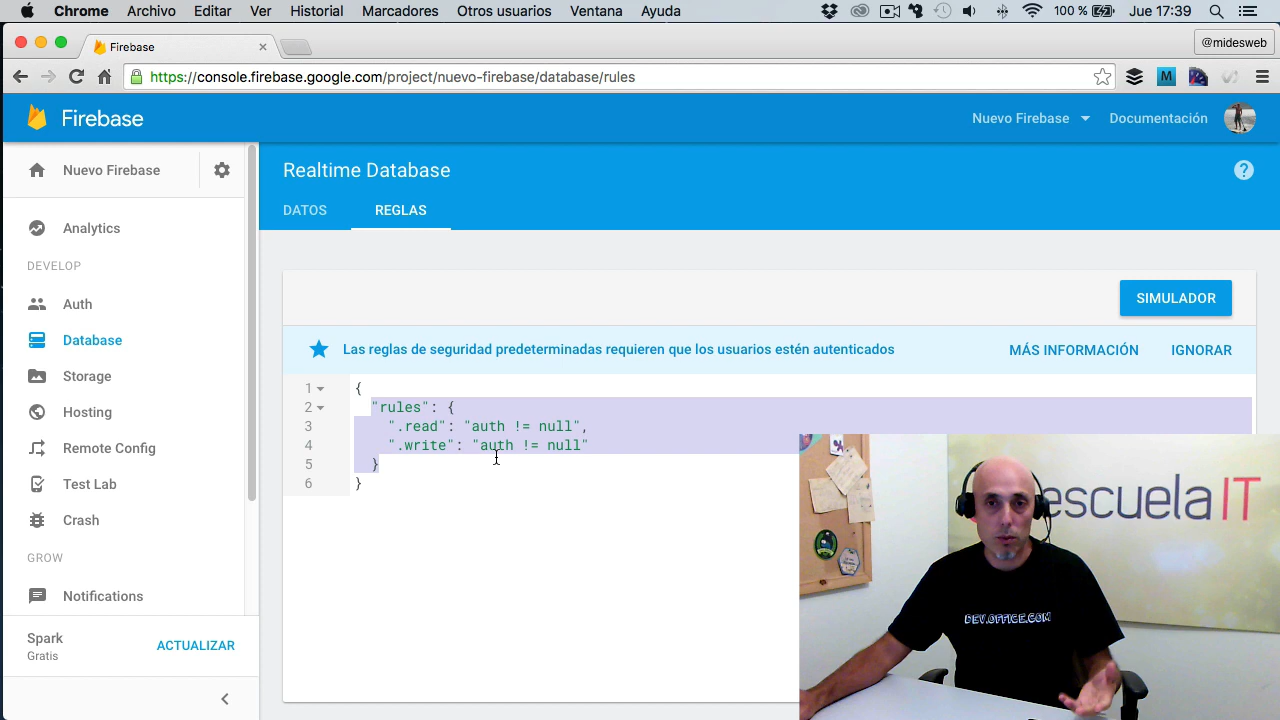 Chrome Archivo Editar Ver Historial Marcadores Otros usuarios Ventana Ayuda 100 % Jue 17:39
Firebase
@midesweb
https://console.firebase.google.com/project/nuevo-firebase/database/rules
M
Firebase
Nuevo Firebase Documentación
Nuevo Firebase
Realtime Database
DATOS REGLAS
Analytics
DEVELOP
Auth
Database
Storage
Hosting
Remote Config
Test Lab
Crash
GROW
Notifications
Spark
Gratis
ACTUALIZAR
SIMULADOR
Las reglas de seguridad predeterminadas requieren que los usuarios estén autenticados MÁS INFORMACIÓN IGNORAR
1 {
2 "rules": {
3 ".read": "auth != null",
4 ".write": "auth != null"
5 }
6 }
escuelaIT
DEV.OFFICE.COM